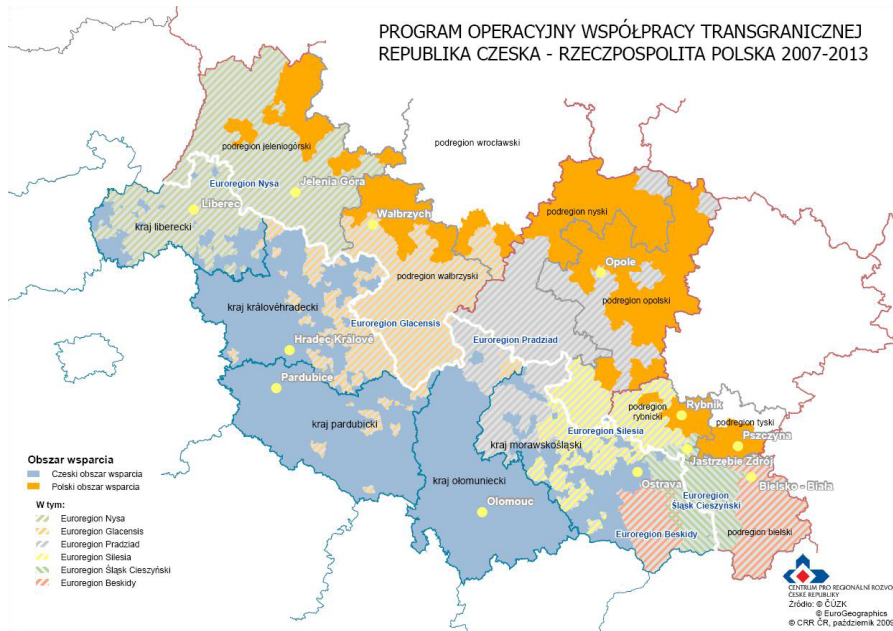 PROGRAM OPERACYJNY WSPÓŁPRACY TRANSGRANICZNEJ
REPUBLIKA CZESKA - RZECZPOSPOLITA POLSKA 2007-2013
podregion wrocławski
podregion jeleniogórski
Euroregion Nysa
Jelenia Góra
Liberec
kraj liberecki
Wałbrzych
podregion nyski
Opole
podregion wałbrzyski
podregion opolski
kraj královéhradecki
Euroregion Glacensis
Euroregion Pradziad
Hradec Králové
Pardubice
kraj pardubicki
podregion
rybnicki
Rybnik
podregion tyski
Euroregion Silesia
Pszczyna
kraj morawskośląski
Jastrzębie Zdrój
kraj ołomuniecki
Ostrava
Bielsko - Biała
Euroregion
Śląsk Cieszyński
Olomouc
Euroregion Beskidy
podregion bielski
Obszar wsparcia
Czeski obszar wsparcia
Polski obszar wsparcia
W tym:
Euroregion Nysa
Euroregion Glacensis
Euroregion Pradziad
Euroregion Silesia
Euroregion Śląsk Cieszyński
Euroregion Beskidy
CENTRUM PRO REGIONÁLNÍ ROZVO
ČESKÉ REPUBLIKY
Źródło: © ČÚZK
© EuroGeographics
© CRR ČR, październik 200